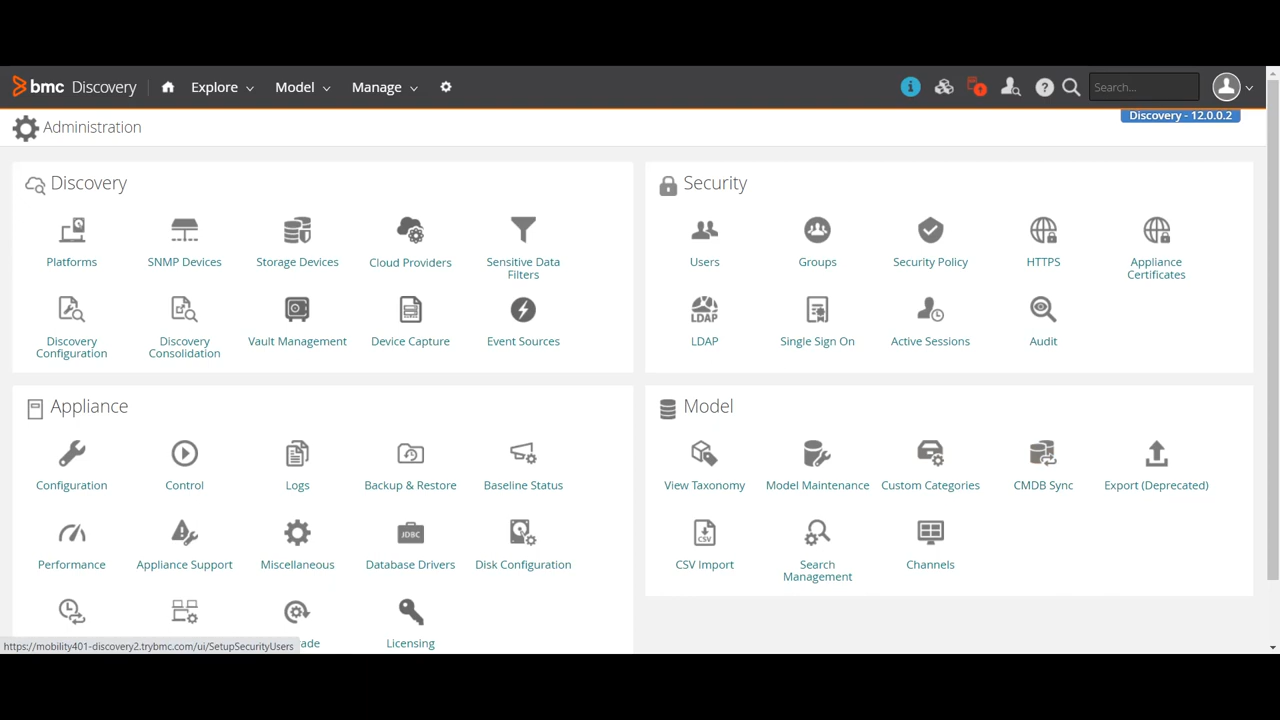 bmc Discovery Explore Model Manage Search...
Administration
Discovery - 12.0.0.2
Discovery
Platforms SNMP Devices Storage Devices Cloud Providers Sensitive Data
Filters
Discovery
Configuration
Discovery
Consolidation
Vault Management Device Capture Event Sources
Security
Users Groups Security Policy HTTPS Appliance
Certificates
LDAP
LDAP Single Sign On Active Sessions Audit
Appliance
Configuration Control Logs Backup & Restore Baseline Status
JDBC
Performance Appliance Support Miscellaneous Database Drivers Disk Configuration
ade Licensing
Model
View Taxonomy Model Maintenance Custom Categories CMDB Sync Export (Deprecated)
CSV
CSV Import Search
Management
Channels
https://mobility401-discovery2.trybmc.com/ui/SetupSecurityUsers